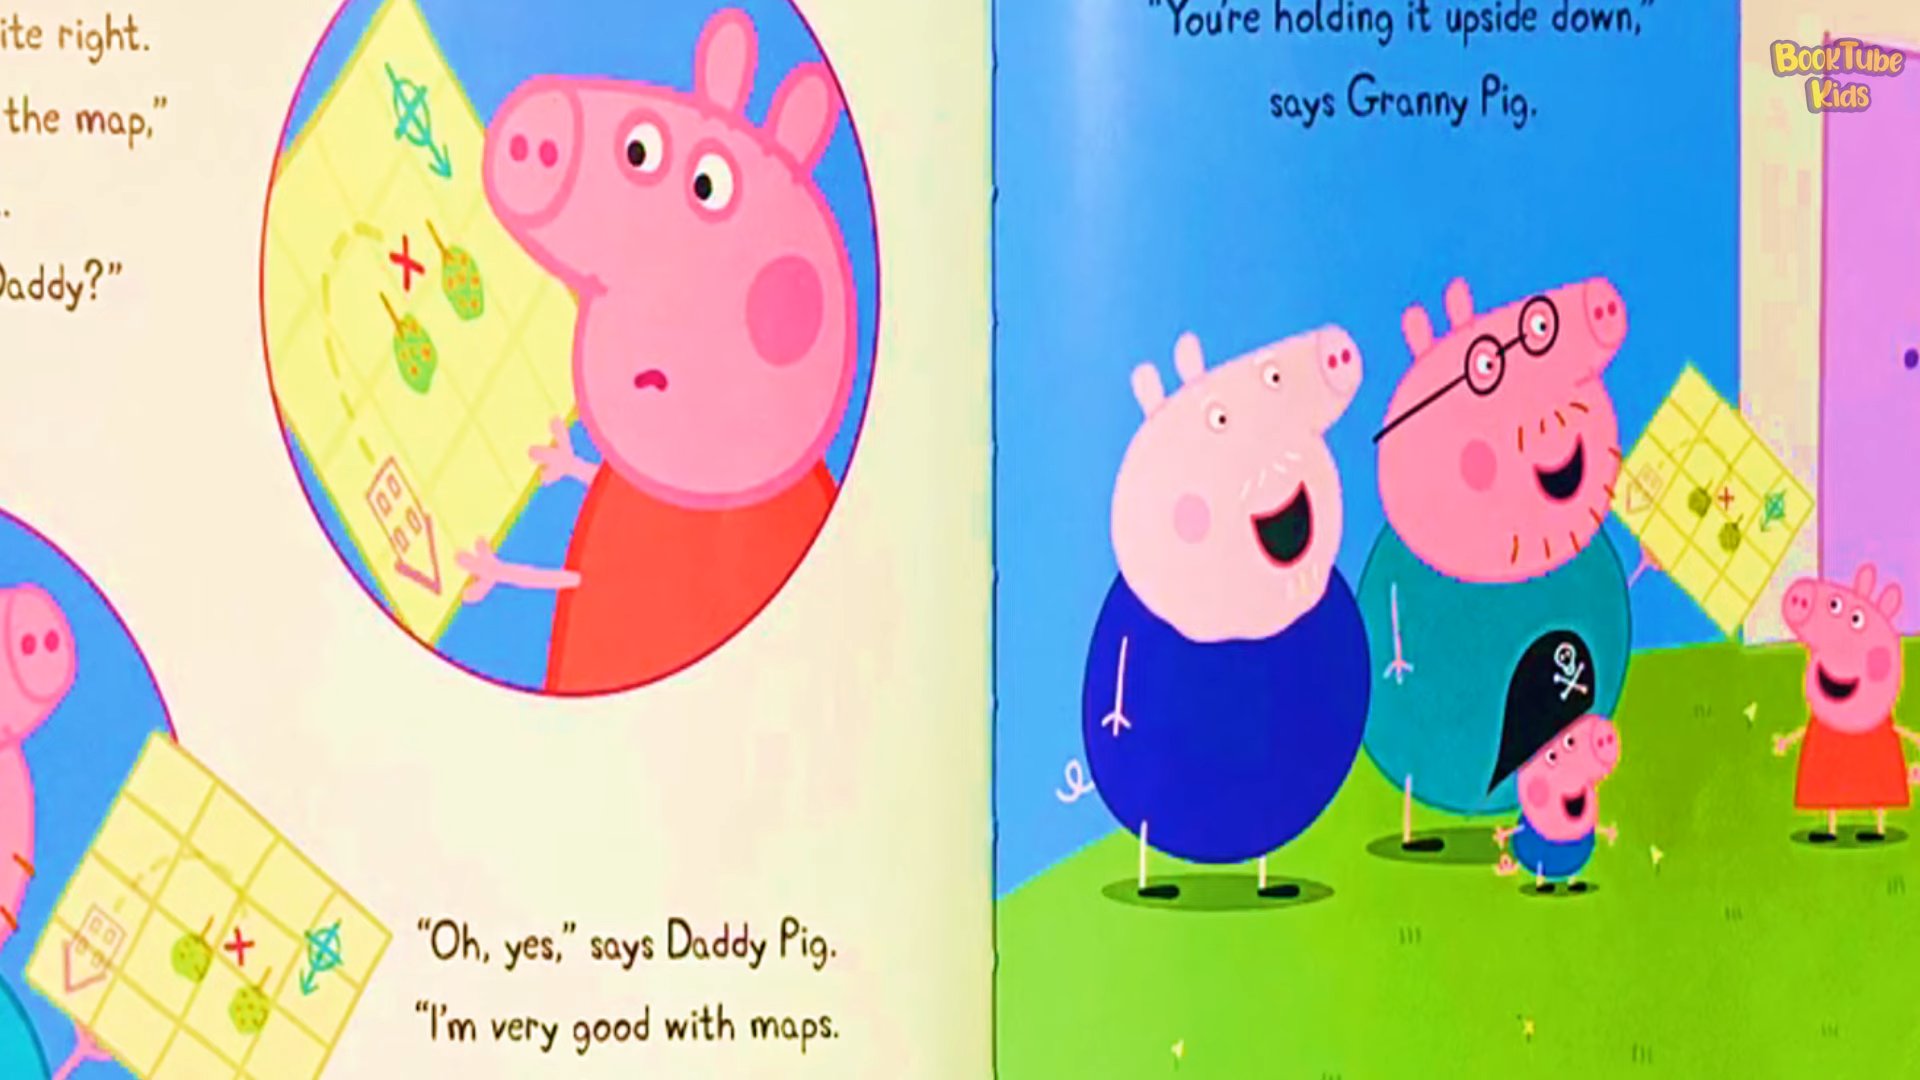 ite right.
the map,”
Daddy?”
“Oh, yes,” says Daddy Pig.
“I'm very good with maps.
“You're holding it upside down,”
says Granny Pig.
BookTube
Kids